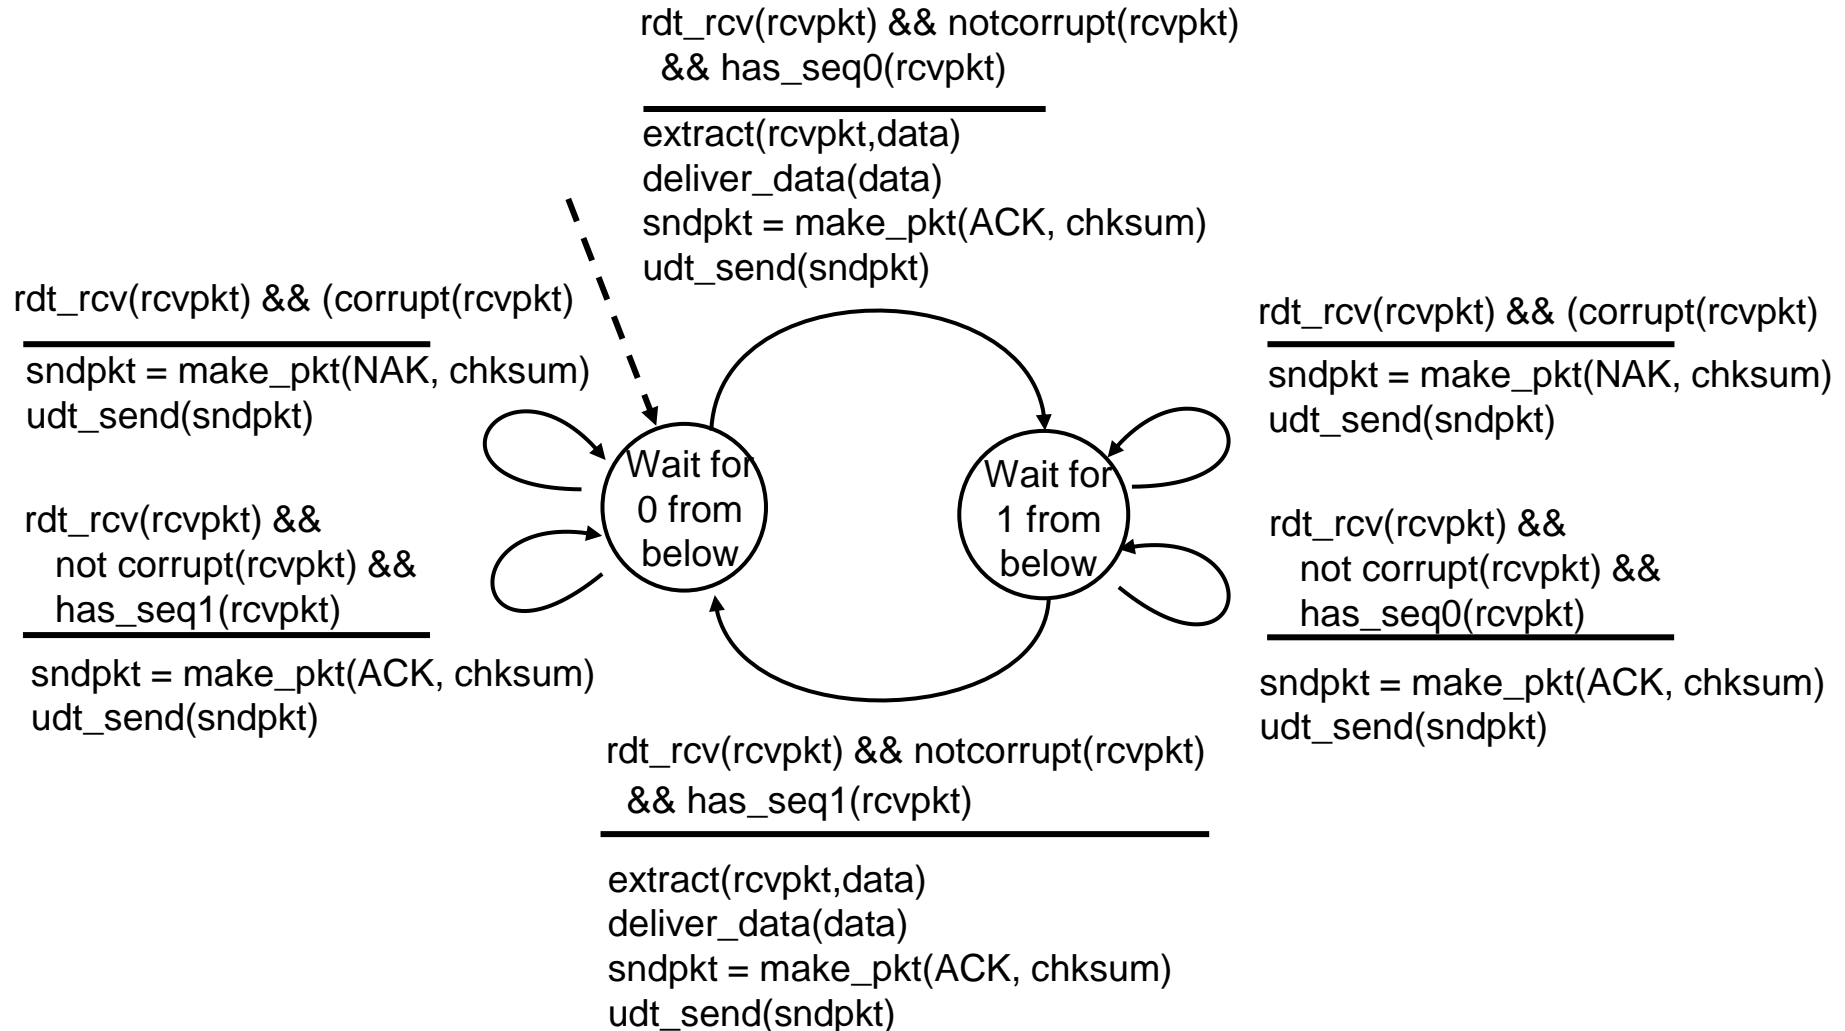 rdt_rcv(rcvpkt) && notcorrupt(rcvpkt)
&& has_seq0(rcvpkt)
extract(rcvpkt,data)
deliver_data(data)
sndpkt = make_pkt(ACK, chksum)
udt_send(sndpkt)
rdt_rcv(rcvpkt) && (corrupt(rcvpkt)
sndpkt = make_pkt(NAK, chksum)
udt_send(sndpkt)
rdt_rcv(rcvpkt) &&
not corrupt(rcvpkt) &&
has_seq1(rcvpkt)
sndpkt = make_pkt(ACK, chksum)
udt_send(sndpkt)
Wait for
0 from
below
Wait for
1 from
below
rdt_rcv(rcvpkt) && (corrupt(rcvpkt)
sndpkt = make_pkt(NAK, chksum)
udt_send(sndpkt)
rdt_rcv(rcvpkt) &&
not corrupt(rcvpkt) &&
has_seq0(rcvpkt)
sndpkt = make_pkt(ACK, chksum)
udt_send(sndpkt)
rdt_rcv(rcvpkt) && notcorrupt(rcvpkt)
&& has_seq1(rcvpkt)
extract(rcvpkt,data)
deliver_data(data)
sndpkt = make_pkt(ACK, chksum)
udt_send(sndpkt)